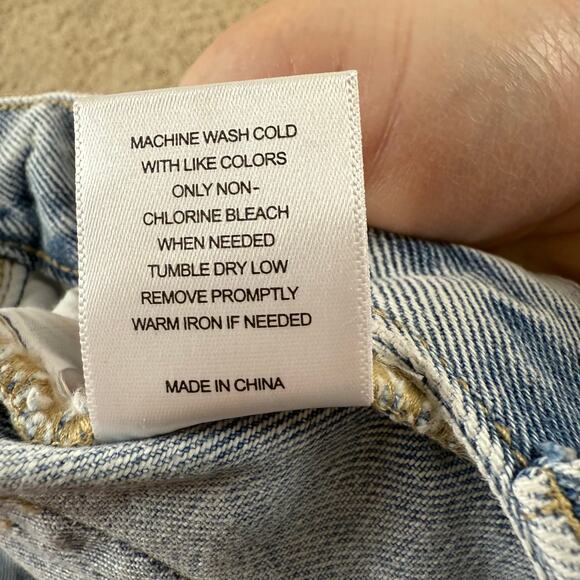 MACHINE WASH COLD
WITH LIKE COLORS
ONLY NON-
CHLORINE BLEACH
WHEN NEEDED
TUMBLE DRY LOW
REMOVE PROMPTLY
WARM IRON IF NEEDED
MADE IN CHINA